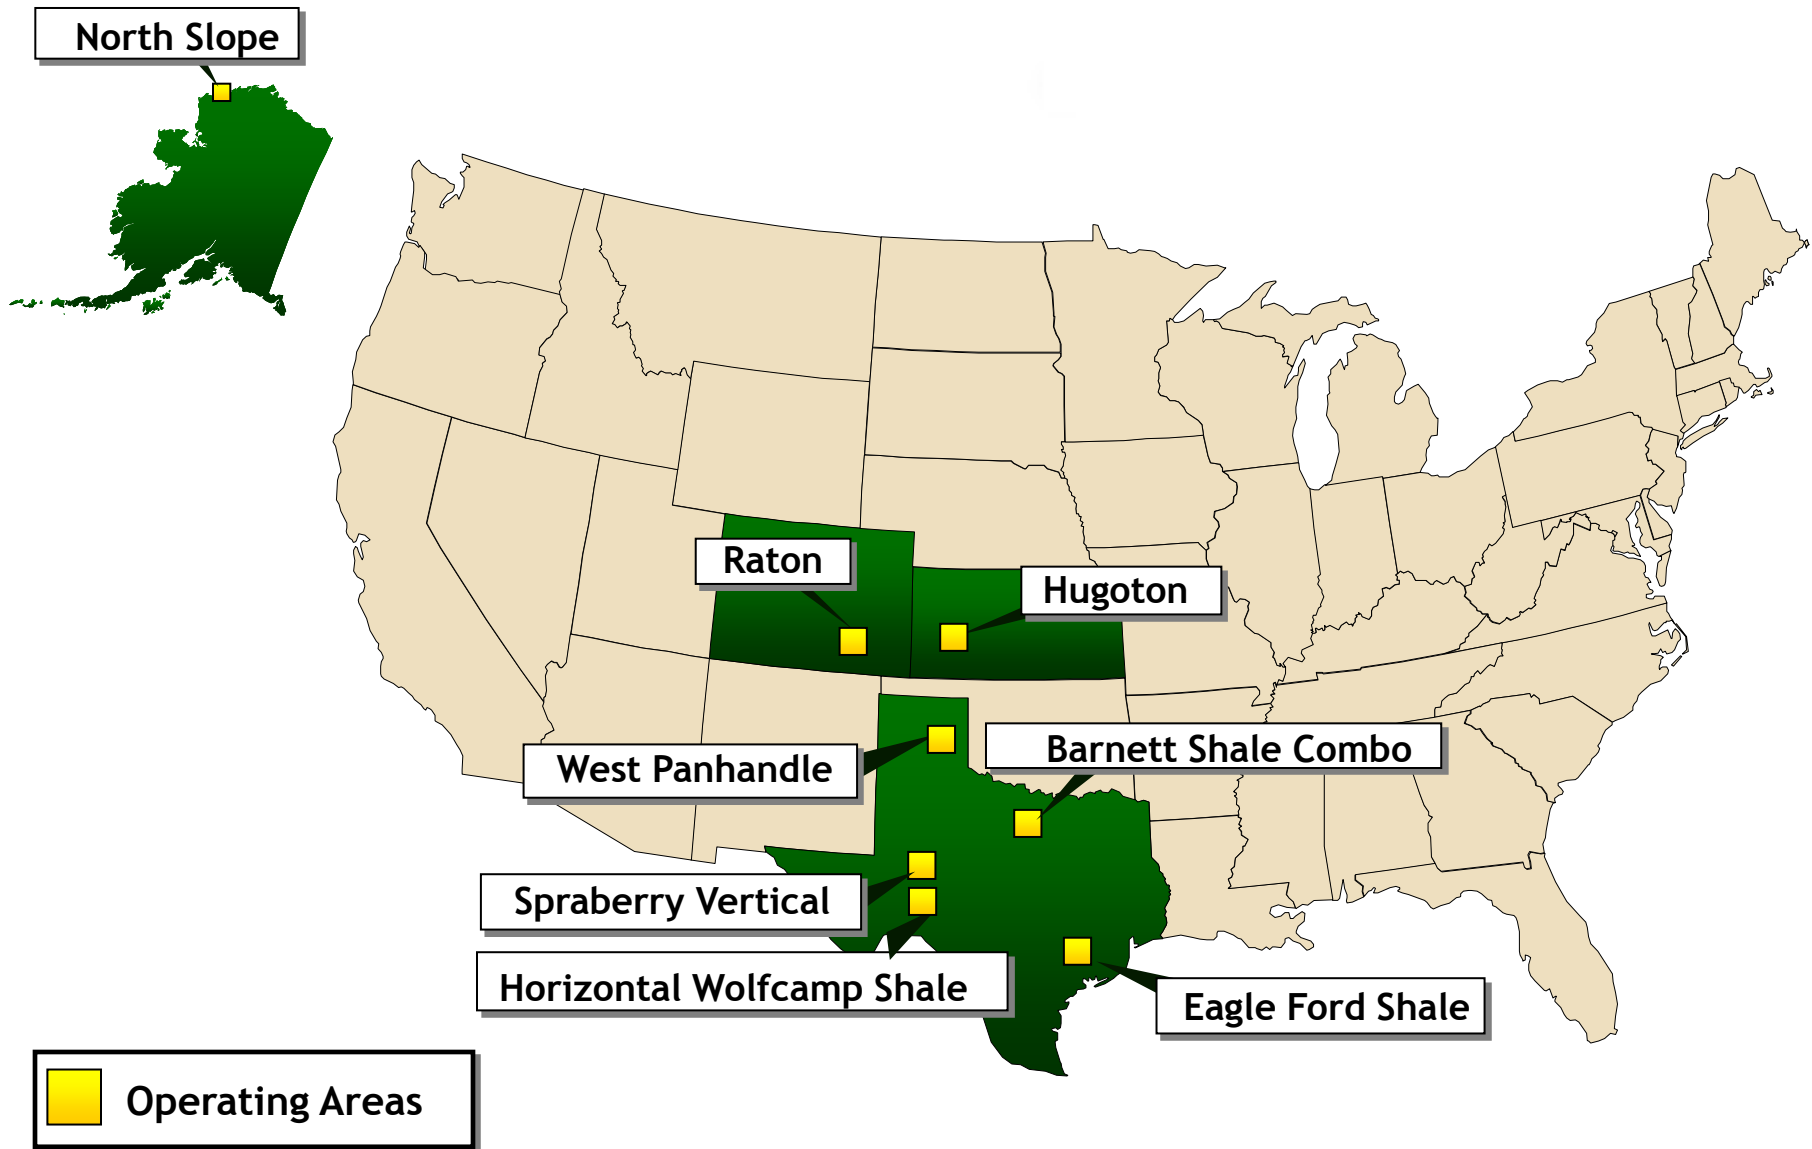 North Slope
Raton
Hugoton
West Panhandle
Barnett Shale Combo
Spraberry Vertical
Horizontal Wolfcamp Shale
Eagle Ford Shale
Operating Areas